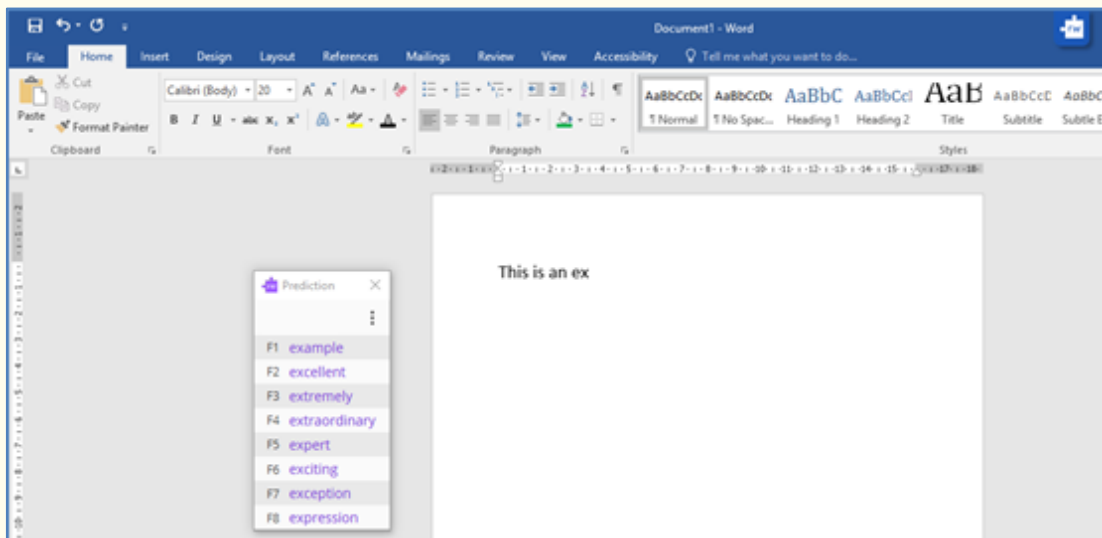 Document1 - Word
File Home Insert Design Layout References Mailings Review View Accessibility Tell me what you want to do...
Cut
Copy
Paste
Format Painter
Calibri (Body) 20
AaBbCcDc AaBbCcDc AaBbC AaBbCcI AaB AaBbCcD AaBbC
¶ Normal ¶ No Spac... Heading 1 Heading 2 Title Subtitle Subtle E
Clipboard Font Paragraph Styles
This is an ex
Prediction
F1 example
F2 excellent
F3 extremely
F4 extraordinary
F5 expert
F6 exciting
F7 exception
F8 expression